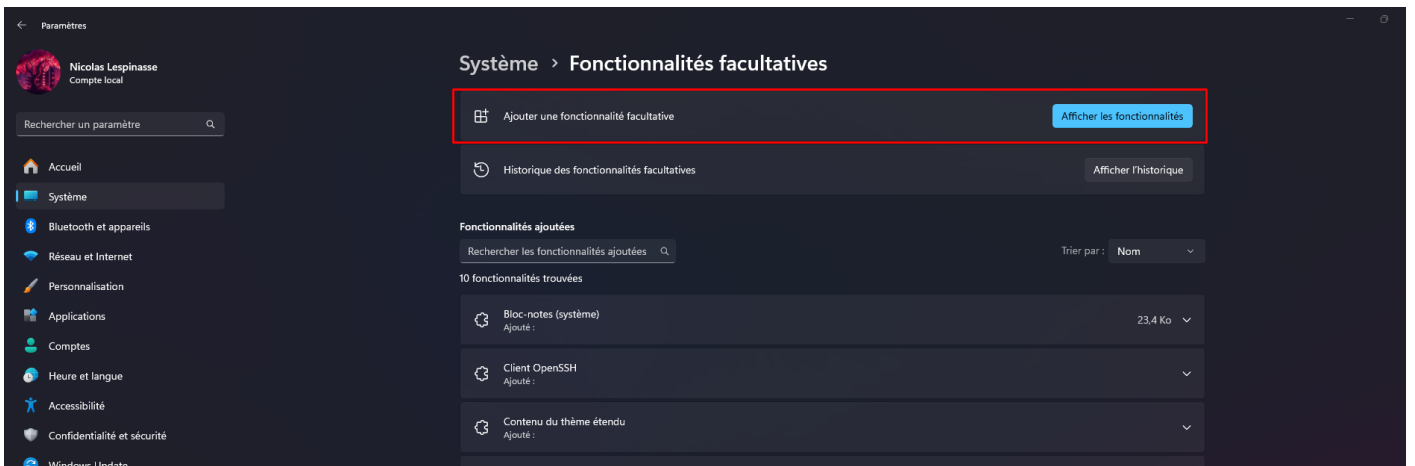 Paramètres
Nicolas Lespinasse
Compte local
Rechercher un paramètre
Accueil
Système
Bluetooth et appareils
Réseau et Internet
Personnalisation
Applications
Comptes
Heure et langue
Accessibilité
Confidentialité et sécurité
Windows Update
Système > Fonctionnalités facultatives
Ajouter une fonctionnalité facultative
Afficher les fonctionnalités
Historique des fonctionnalités facultatives
Afficher l'historique
Fonctionnalités ajoutées
Rechercher les fonctionnalités ajoutées
Trier par : Nom
10 fonctionnalités trouvées
Bloc-notes (système)
Ajouté :
23,4 Ko
Client OpenSSH
Ajouté :
Contenu du thème étendu
Ajouté :